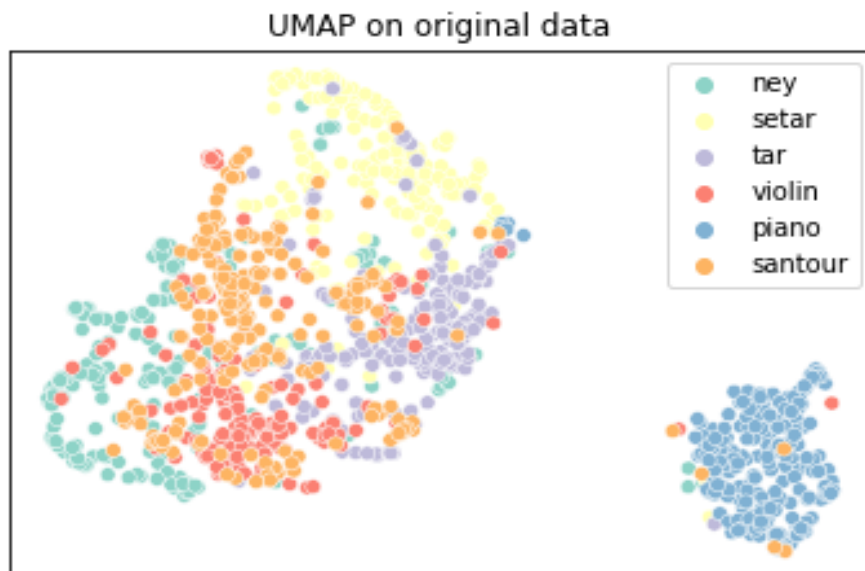 UMAP on original data
ney
setar
tar
violin
piano
santour